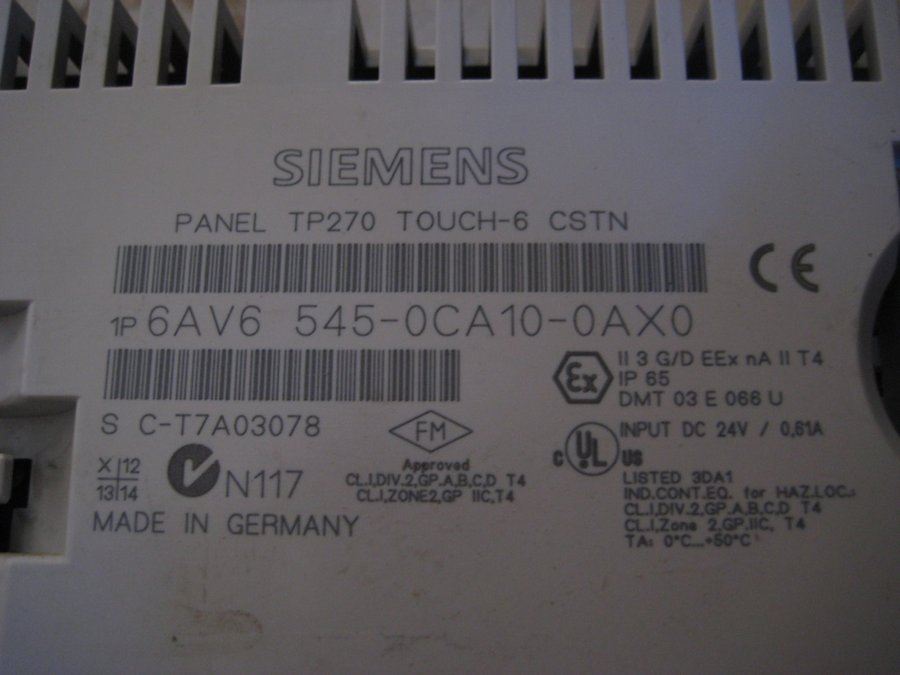 SIEMENS
PANEL TP270 TOUCH-6 CSTN
CE
1P 6AV6 545-0CA10-0AX0
Ex II 3 G/D EEx nA II T4
IP 65
DMT 03 E 066 U
S C-T7A03078
FM
Approved
CL.I,DIV.2,GP.A,B,C,D T4
CL.I,ZONE2,GP IIC,T4
C UL US
INPUT DC 24V / 0,61A
LISTED 3DA1
IND.CONT.EQ. for HAZ.LOC.:
CL.I,DIV.2,GP.A,B,C,D T4
CL.I,Zone 2,GP.IIC, T4
TA: 0°C...+50°C
X 12
13 14
N117
MADE IN GERMANY